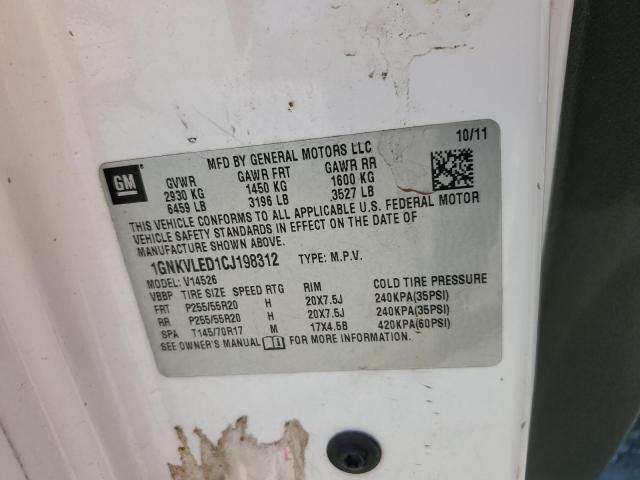 10/11
MFD BY GENERAL MOTORS LLC
GM
GVWR GAWR FRT GAWR RR
2930 KG 1450 KG 1600 KG
6459 LB 3196 LB 3527 LB
THIS VEHICLE CONFORMS TO ALL APPLICABLE U.S. FEDERAL MOTOR
VEHICLE SAFETY STANDARDS IN EFFECT ON THE DATE OF
MANUFACTURE SHOWN ABOVE.
1GNKVLED1CJ198312 TYPE: M.P.V.
MODEL: V14526
VBBP TIRE SIZE SPEED RTG RIM COLD TIRE PRESSURE
FRT P255/55R20 H 20X7.5J 240KPA(35PSI)
RR P255/55R20 H 20X7.5J 240KPA(35PSI)
SPA T145/70R17 M 17X4.5B 420KPA(60PSI)
SEE OWNER'S MANUAL FOR MORE INFORMATION.